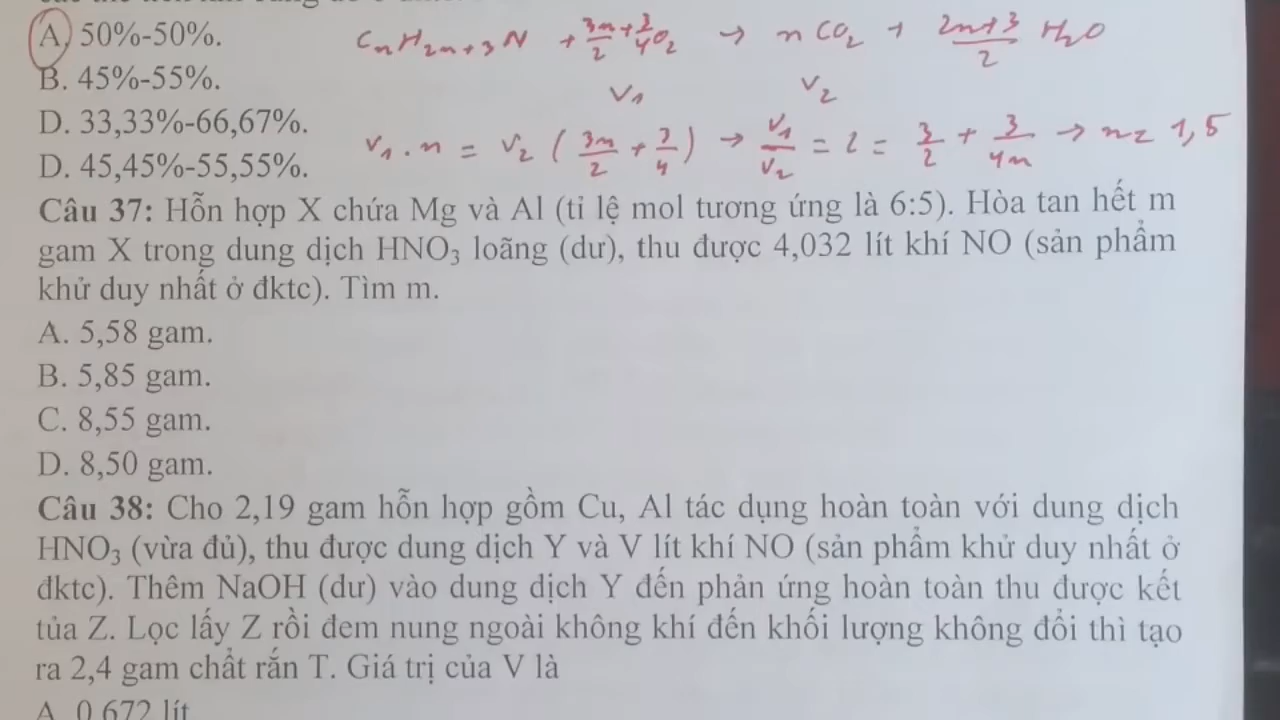 A. 50%-50%.
CnH2n+3N + 3n/2+3/4 O2 → n CO2 + 2n+3/2 H2O
B. 45%-55%.
V1 V2
D. 33,33%-66,67%.
V1.n = V2 (3n/2 + 3/4) → V1/V2 = 2 = 3/2 + 3/4n → n = 1,5
D. 45,45%-55,55%.
Câu 37: Hỗn hợp X chứa Mg và Al (tỉ lệ mol tương ứng là 6:5). Hòa tan hết m
gam X trong dung dịch HNO3 loãng (dư), thu được 4,032 lít khí NO (sản phẩm
khử duy nhất ở đktc). Tìm m.
A. 5,58 gam.
B. 5,85 gam.
C. 8,55 gam.
D. 8,50 gam.
Câu 38: Cho 2,19 gam hỗn hợp gồm Cu, Al tác dụng hoàn toàn với dung dịch
HNO3 (vừa đủ), thu được dung dịch Y và V lít khí NO (sản phẩm khử duy nhất ở
đktc). Thêm NaOH (dư) vào dung dịch Y đến phản ứng hoàn toàn thu được kết
tủa Z. Lọc lấy Z rồi đem nung ngoài không khí đến khối lượng không đổi thì tạo
ra 2,4 gam chất rắn T. Giá trị của V là
A. 0,672 lít